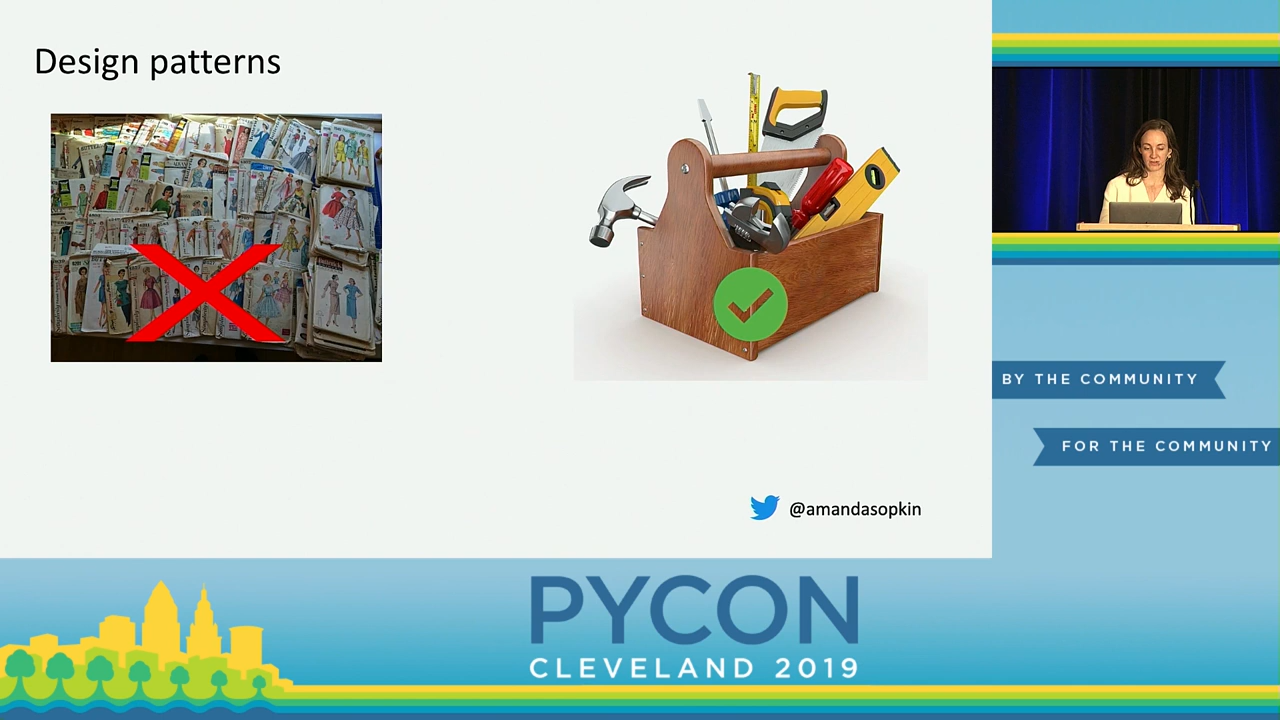 Design patterns
@amandasopkin
BY THE COMMUNITY
FOR THE COMMUNITY
PYCON
CLEVELAND 2019